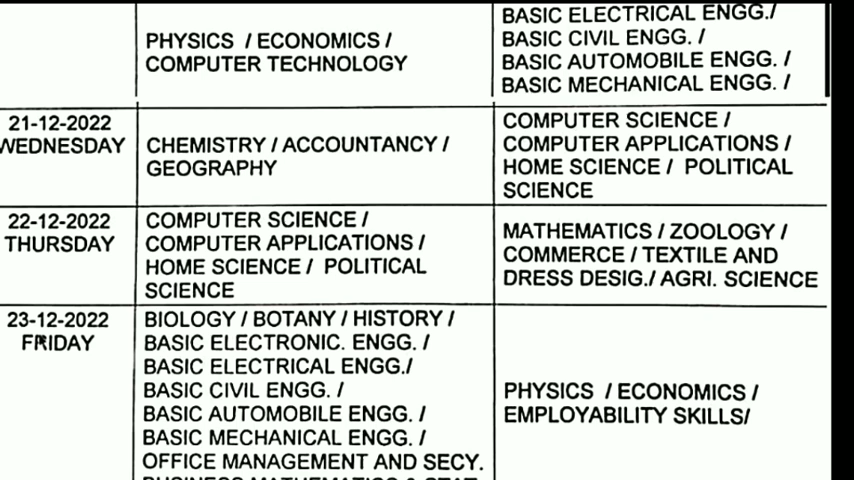 PHYSICS / ECONOMICS /
COMPUTER TECHNOLOGY
BASIC ELECTRICAL ENGG./
BASIC CIVIL ENGG. /
BASIC AUTOMOBILE ENGG. /
BASIC MECHANICAL ENGG. /
21-12-2022
WEDNESDAY
CHEMISTRY / ACCOUNTANCY /
GEOGRAPHY
COMPUTER SCIENCE /
COMPUTER APPLICATIONS /
HOME SCIENCE / POLITICAL
SCIENCE
22-12-2022
THURSDAY
COMPUTER SCIENCE /
COMPUTER APPLICATIONS /
HOME SCIENCE / POLITICAL
SCIENCE
MATHEMATICS / ZOOLOGY /
COMMERCE / TEXTILE AND
DRESS DESIG./ AGRI. SCIENCE
23-12-2022
FRIDAY
BIOLOGY / BOTANY / HISTORY /
BASIC ELECTRONIC. ENGG. /
BASIC ELECTRICAL ENGG./
BASIC CIVIL ENGG. /
BASIC AUTOMOBILE ENGG. /
BASIC MECHANICAL ENGG. /
OFFICE MANAGEMENT AND SECY.
BUSINESS MATHEMATICS & STAT.
PHYSICS / ECONOMICS /
EMPLOYABILITY SKILLS/